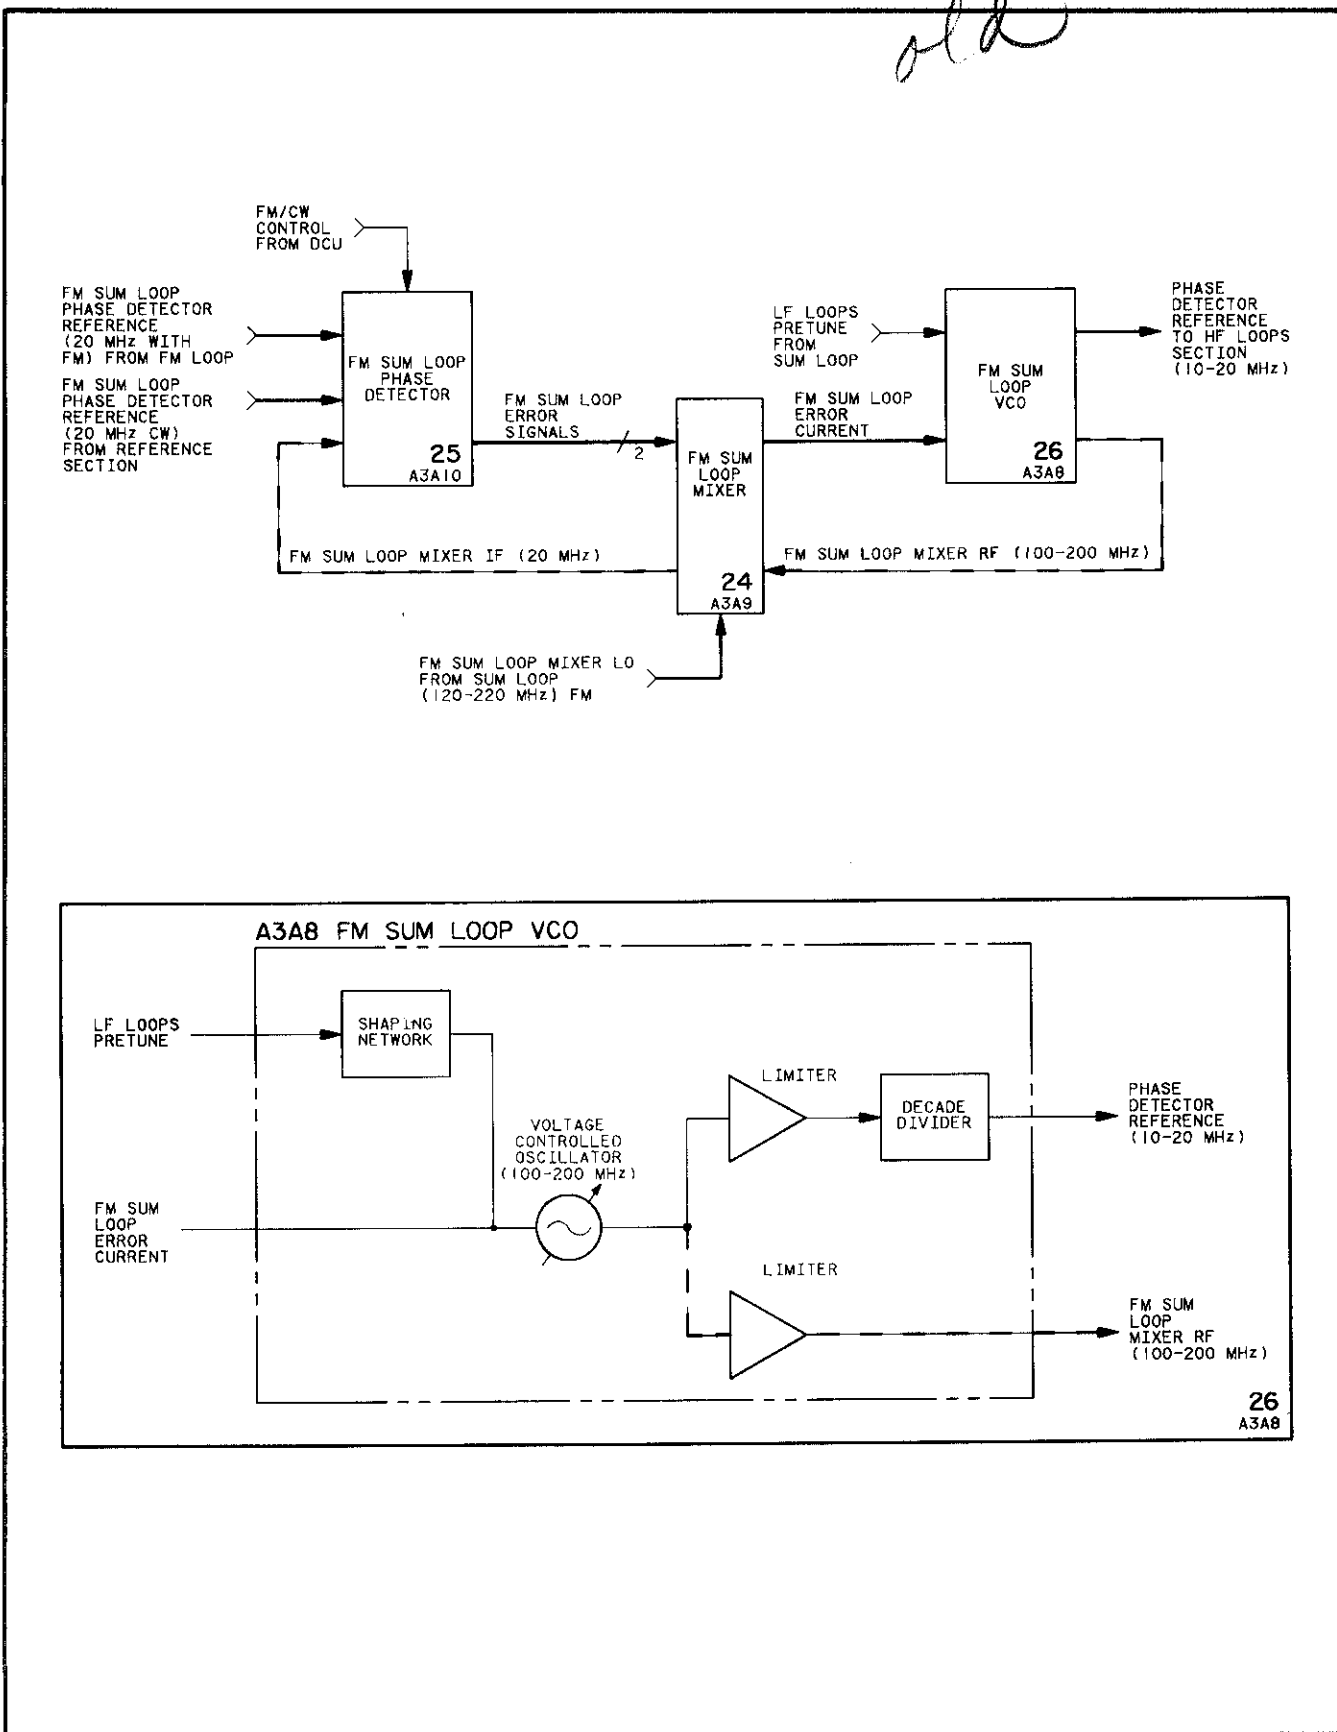 old
FM/CW
CONTROL
FROM DCU
FM SUM LOOP
PHASE DETECTOR
REFERENCE
(20 MHz WITH
FM) FROM FM LOOP
FM SUM LOOP
PHASE DETECTOR
REFERENCE
(20 MHz CW)
FROM REFERENCE
SECTION
FM SUM LOOP
PHASE
DETECTOR
25
A3A10
FM SUM LOOP
ERROR
SIGNALS
2
FM SUM
LOOP
MIXER
24
A3A9
LF LOOPS
PRETUNE
FROM
SUM LOOP
FM SUM LOOP
ERROR
CURRENT
FM SUM
LOOP
VCO
26
A3A8
PHASE
DETECTOR
REFERENCE
TO HF LOOPS
SECTION
(10-20 MHz)
FM SUM LOOP MIXER IF (20 MHz)
FM SUM LOOP MIXER RF (100-200 MHz)
FM SUM LOOP MIXER LO
FROM SUM LOOP
(120-220 MHz) FM
A3A8 FM SUM LOOP VCO
LF LOOPS
PRETUNE
SHAPING
NETWORK
VOLTAGE
CONTROLLED
OSCILLATOR
(100-200 MHz)
LIMITER
DECADE
DIVIDER
PHASE
DETECTOR
REFERENCE
(10-20 MHz)
FM SUM
LOOP
ERROR
CURRENT
LIMITER
FM SUM
LOOP
MIXER RF
(100-200 MHz)
26
A3A8